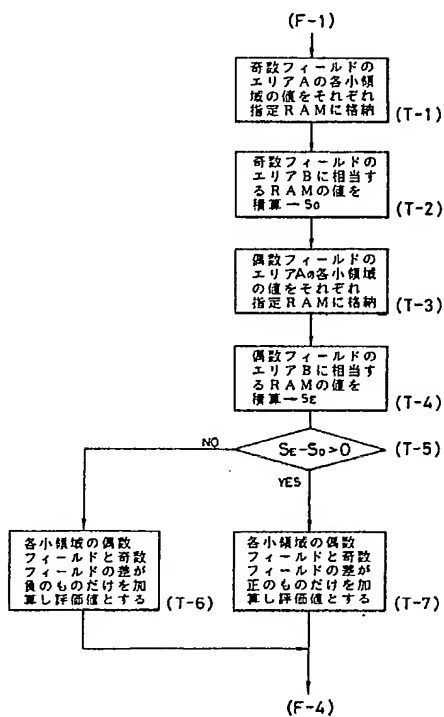 (F-1)
奇数フィールドの
エリアAの各小領
域の値をそれぞれ
指定RAMに格納
(T-1)
奇数フィールドの
エリアBに相当す
るRAMの値を
積算→So
(T-2)
偶数フィールドの
エリアAの各小領域
の値をそれぞれ
指定RAMに格納
(T-3)
偶数フィールドの
エリアBに相当す
るRAMの値を
積算→SE
(T-4)
SE-So>0
(T-5)
NO
YES
各小領域の偶数
フィールドと奇数
フィールドの差が
負のものだけを加
算し評価値とする
(T-6)
各小領域の偶数
フィールドと奇数
フィールドの差が
正のものだけを加
算し評価値とする
(T-7)
(F-4)